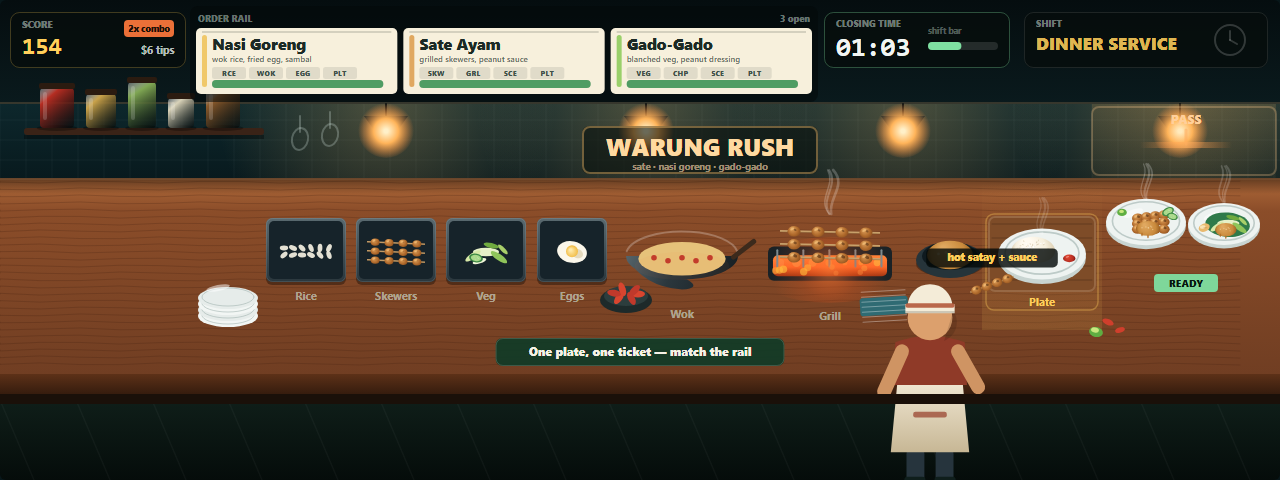 SCORE
154
2x combo
$6 tips
ORDER RAIL
3 open
Nasi Goreng
wok rice, fried egg, sambal
RCE WOK EGG PLT
Sate Ayam
grilled skewers, peanut sauce
SKW GRL SCE PLT
Gado-Gado
blanched veg, peanut dressing
VEG CHP SCE PLT
CLOSING TIME
01:03
shift bar
SHIFT
DINNER SERVICE
PASS
WARUNG RUSH
sate · nasi goreng · gado-gado
hot satay + sauce
READY
Rice
Skewers
Veg
Eggs
Wok
Grill
Plate
One plate, one ticket — match the rail